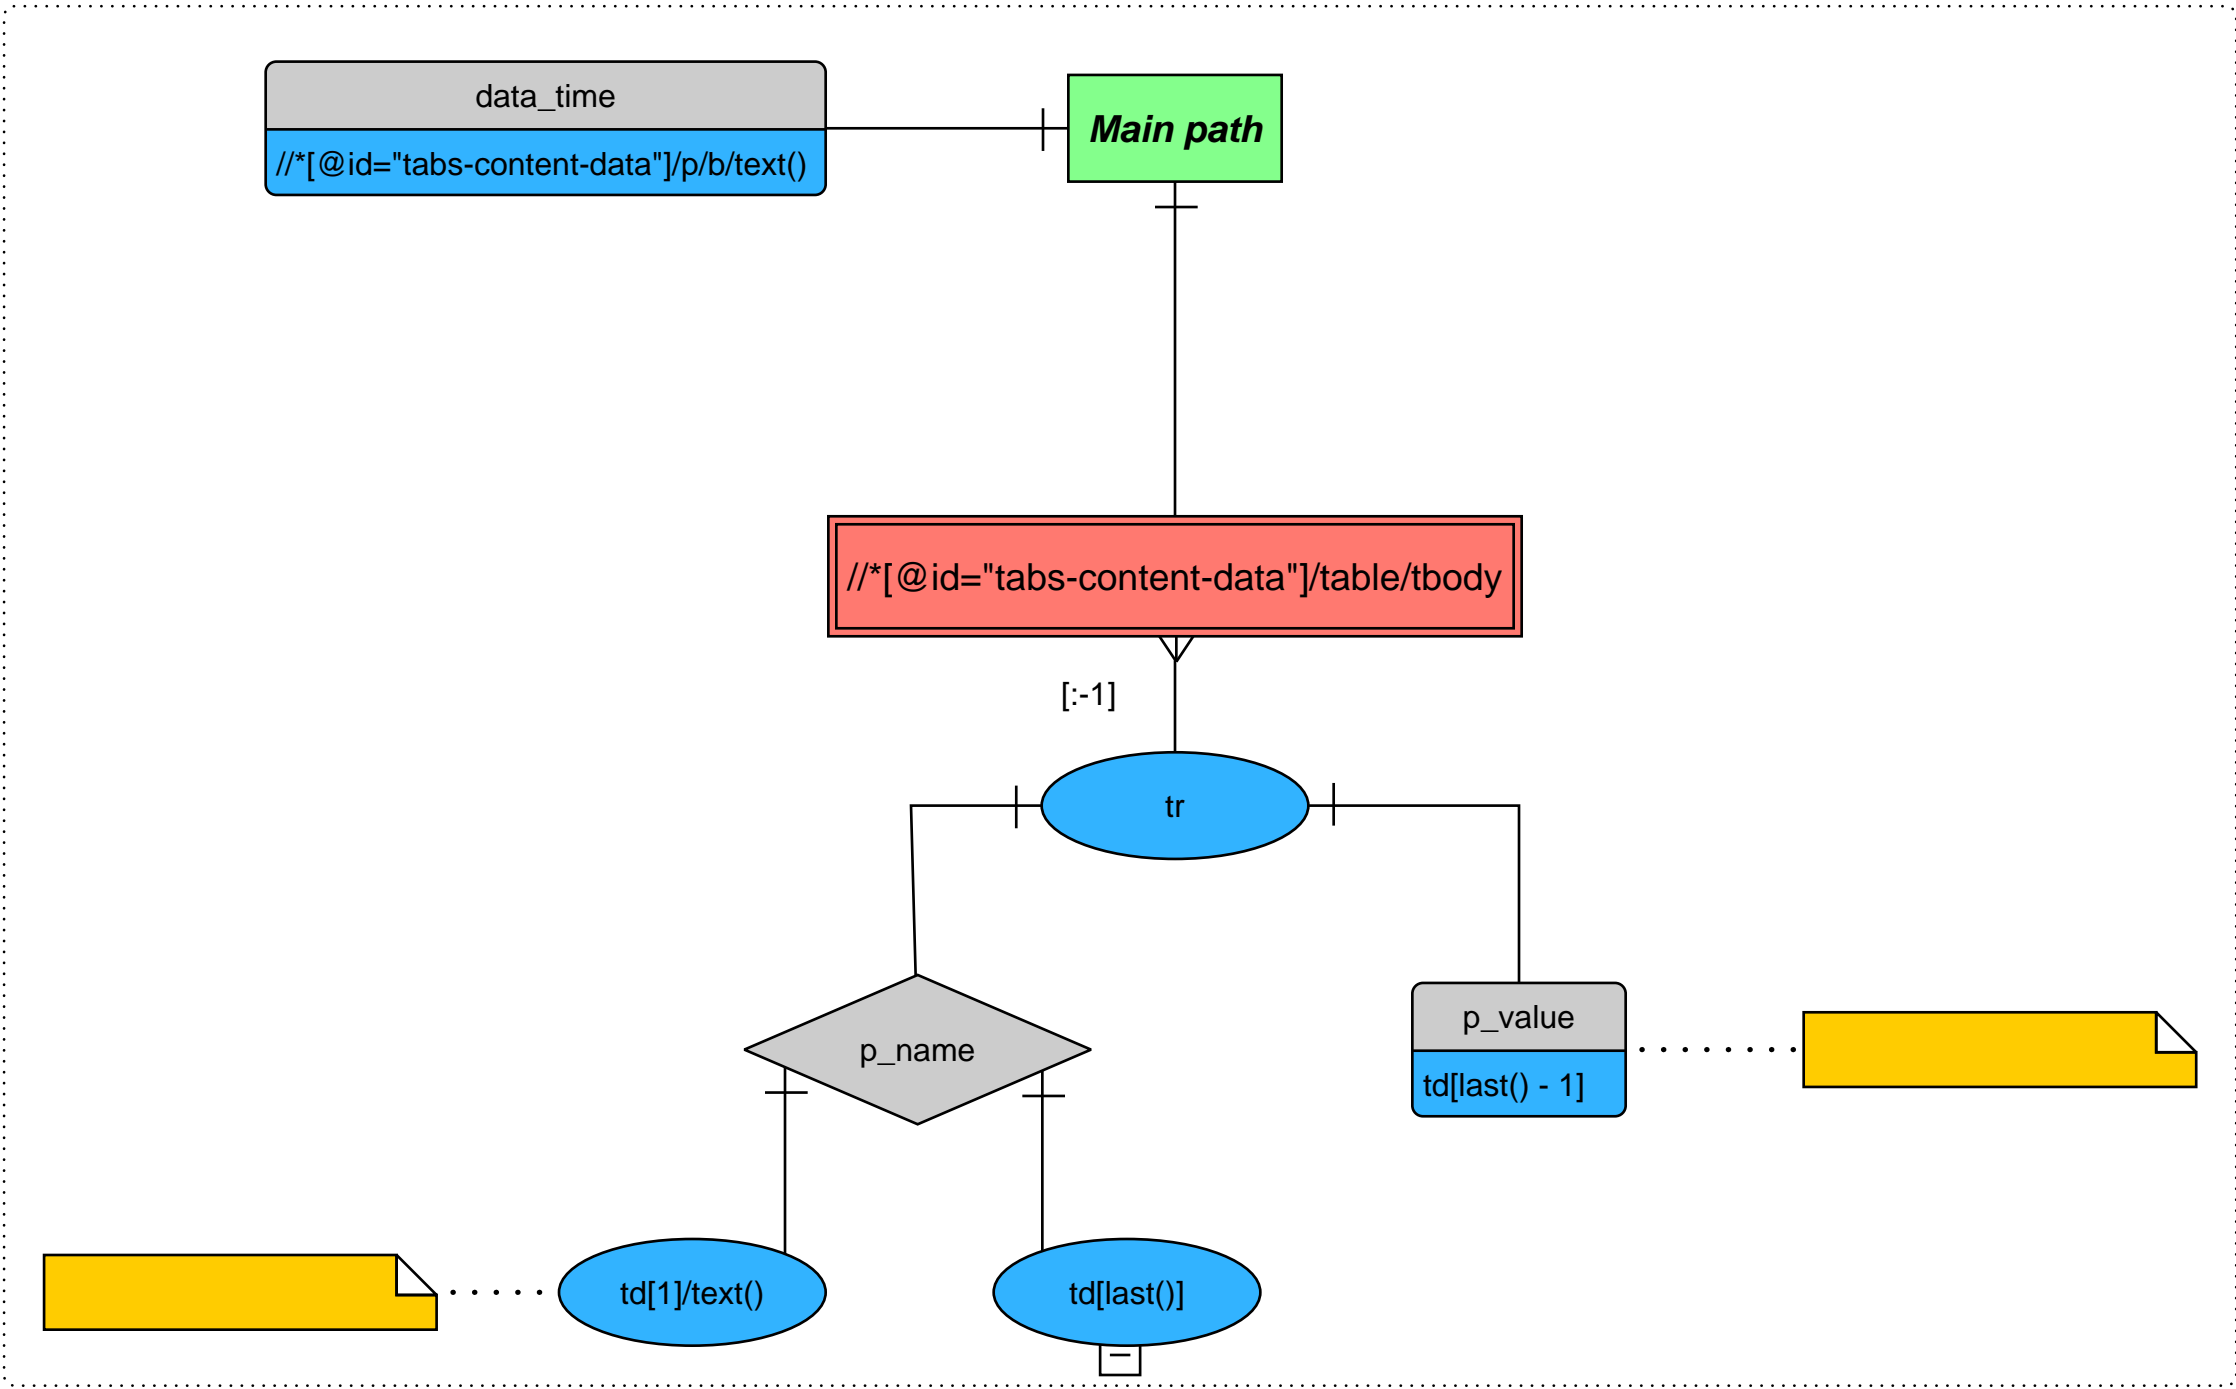 data_time
//*[@id="tabs-content-data"]/p/b/text()
Main path
//*[@id="tabs-content-data"]/table/tbody
[:-1]
tr
p_name
p_value
td[last() - 1]
td[1]/text()
td[last()]